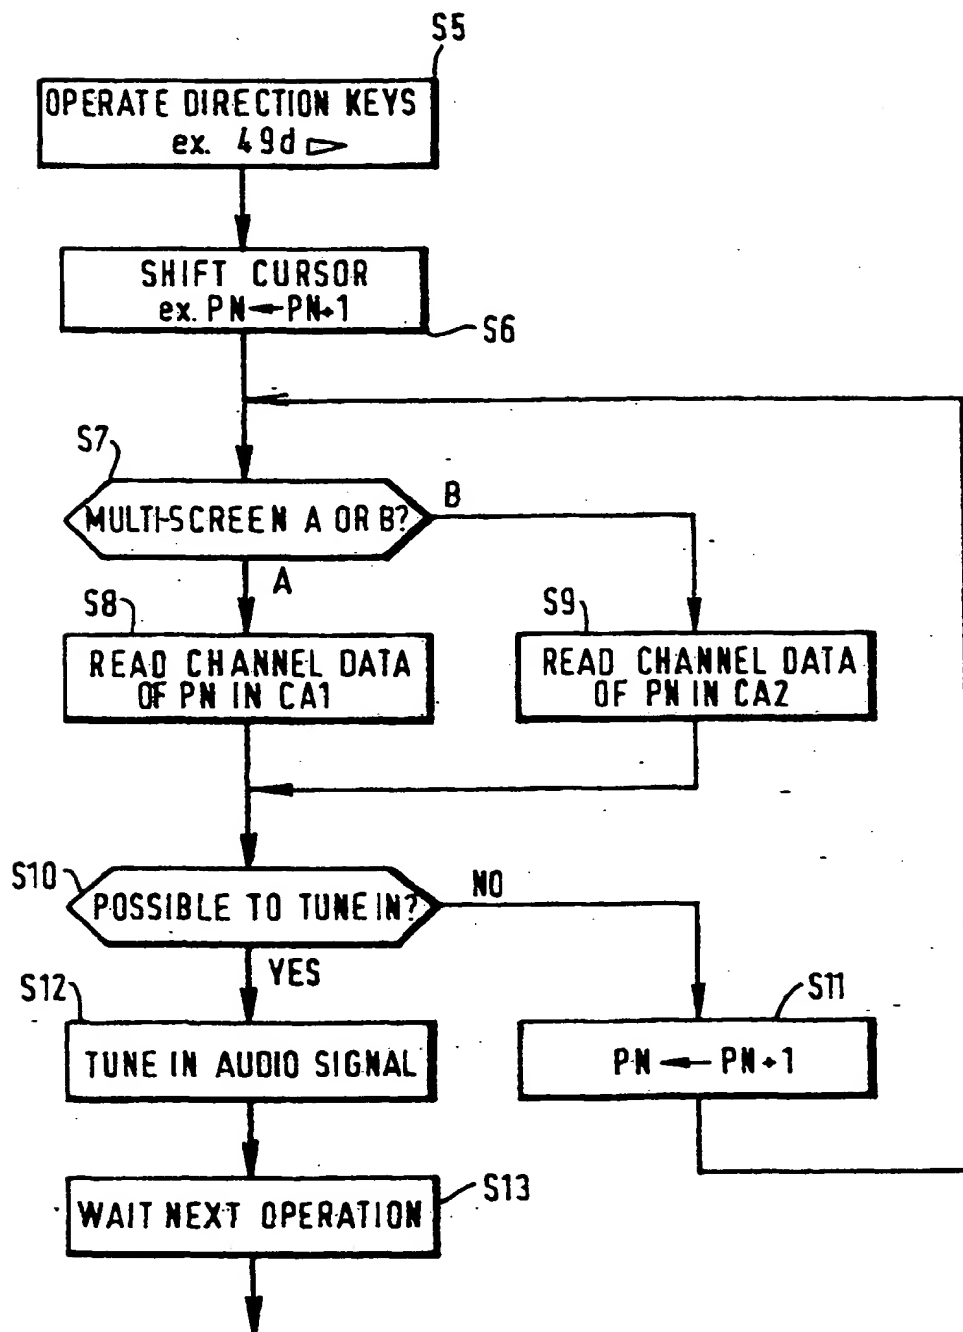 S5
OPERATE DIRECTION KEYS
ex. 49d ▷
SHIFT CURSOR
ex. PN ← PN+1
S6
S7
MULTI-SCREEN A OR B?
B
A
S8
READ CHANNEL DATA
OF PN IN CA1
S9
READ CHANNEL DATA
OF PN IN CA2
S10
POSSIBLE TO TUNE IN?
NO
YES
S11
PN ← PN+1
S12
TUNE IN AUDIO SIGNAL
S13
WAIT NEXT OPERATION